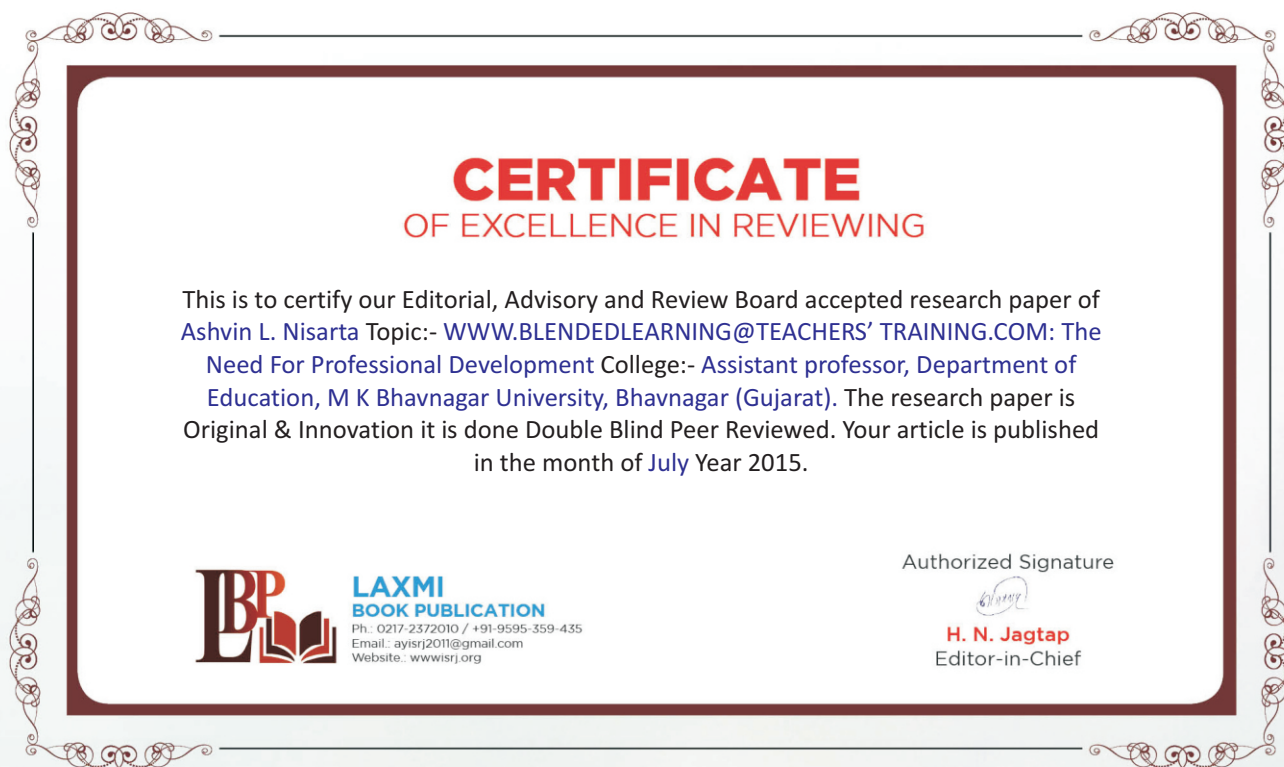 CERTIFICATE
OF EXCELLENCE IN REVIEWING
This is to certify our Editorial, Advisory and Review Board accepted research paper of
Ashvin L. Nisarta Topic:- WWW.BLENDEDLEARNING@TEACHERS’ TRAINING.COM: The
Need For Professional Development College:- Assistant professor, Department of
Education, M K Bhavnagar University, Bhavnagar (Gujarat). The research paper is
Original & Innovation it is done Double Blind Peer Reviewed. Your article is published
in the month of July Year 2015.
LBP
LAXMI
BOOK PUBLICATION
Ph.: 0217-2372010 / +91-9595-359-435
Email.: ayisrj2011@gmail.com
Website.: wwwisrj.org
Authorized Signature
H. N. Jagtap
Editor-in-Chief